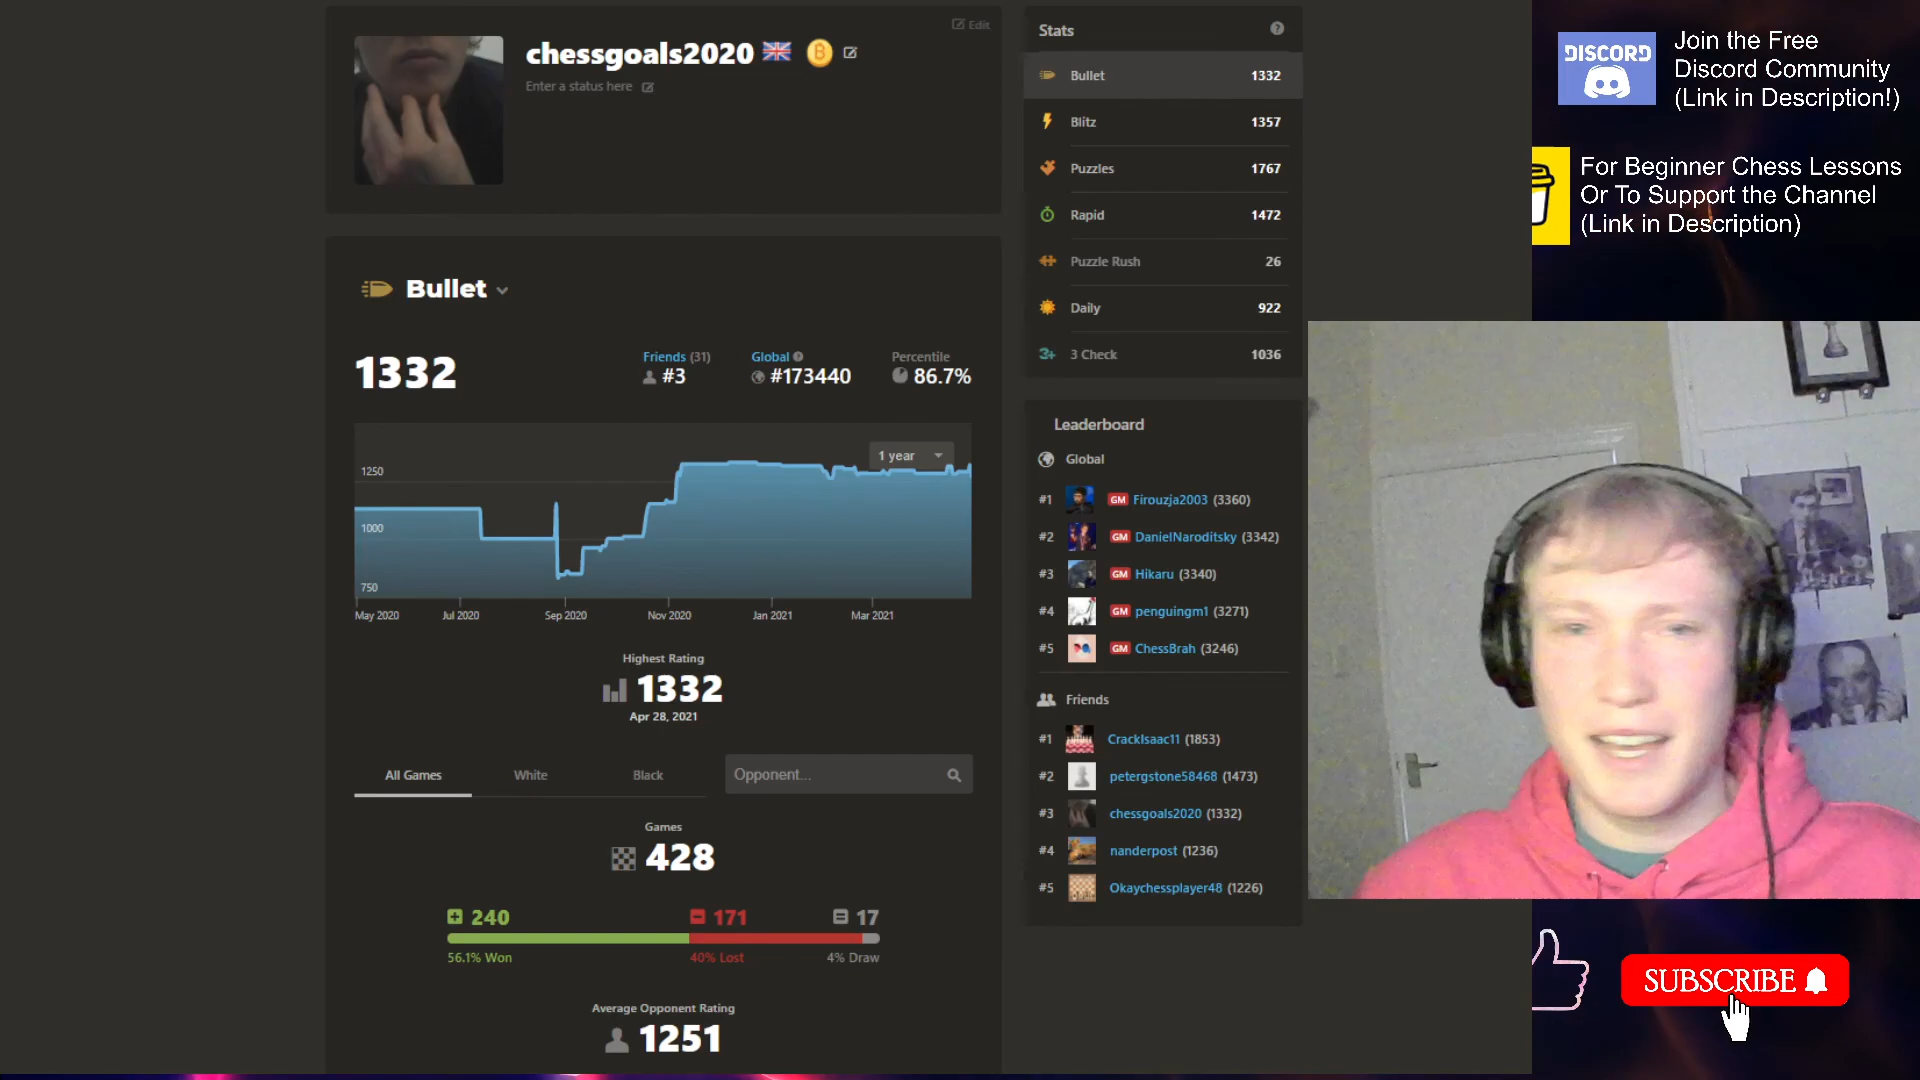 Edit
chessgoals2020
Enter a status here
Bullet
1332
Friends (31)
#3
Global
#173440
Percentile
86.7%
1 year
1250
1000
750
May 2020
Jul 2020
Sep 2020
Nov 2020
Jan 2021
Mar 2021
Highest Rating
1332
Apr 28, 2021
All Games
White
Black
Opponent...
Games
428
240
171
17
56.1% Won
40% Lost
4% Draw
Average Opponent Rating
1251
Stats
Bullet 1332
Blitz 1357
Puzzles 1767
Rapid 1472
Puzzle Rush 26
Daily 922
3+ 3 Check 1036
Leaderboard
Global
#1 GM Firouzja2003 (3360)
#2 GM DanielNaroditsky (3342)
#3 GM Hikaru (3340)
#4 GM penguingm1 (3271)
#5 GM ChessBrah (3246)
Friends
#1 CrackIsaac11 (1853)
#2 petergstone58468 (1473)
#3 chessgoals2020 (1332)
#4 nanderpost (1236)
#5 Okaychessplayer48 (1226)
DISCORD
Join the Free
Discord Community
(Link in Description!)
For Beginner Chess Lessons
Or To Support the Channel
(Link in Description)
SUBSCRIBE